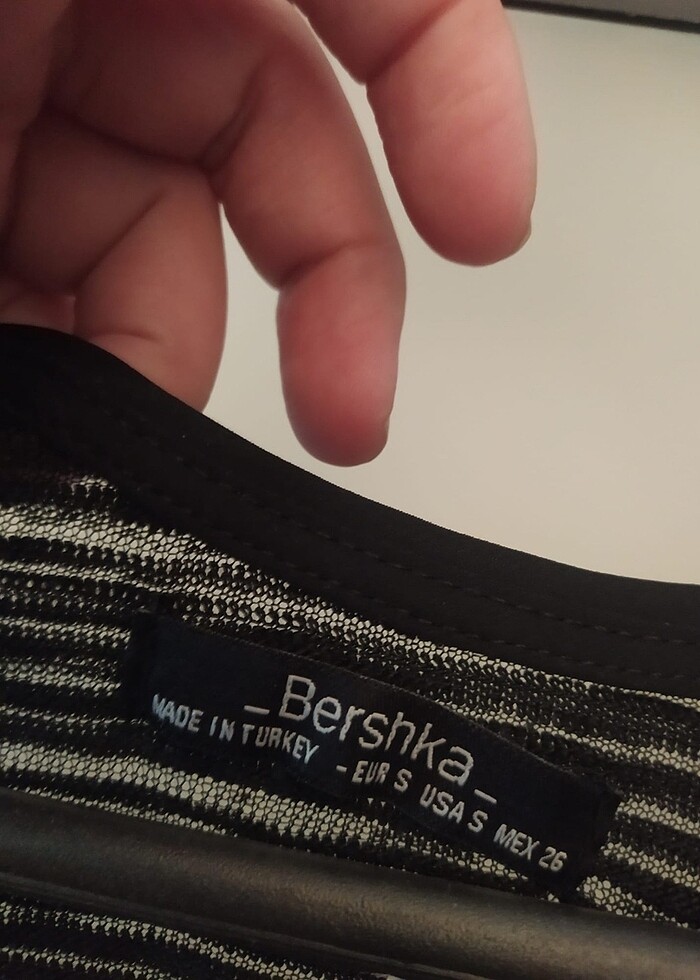 _Bershka_
MADE IN TURKEY -EUR S USA S MEX 26